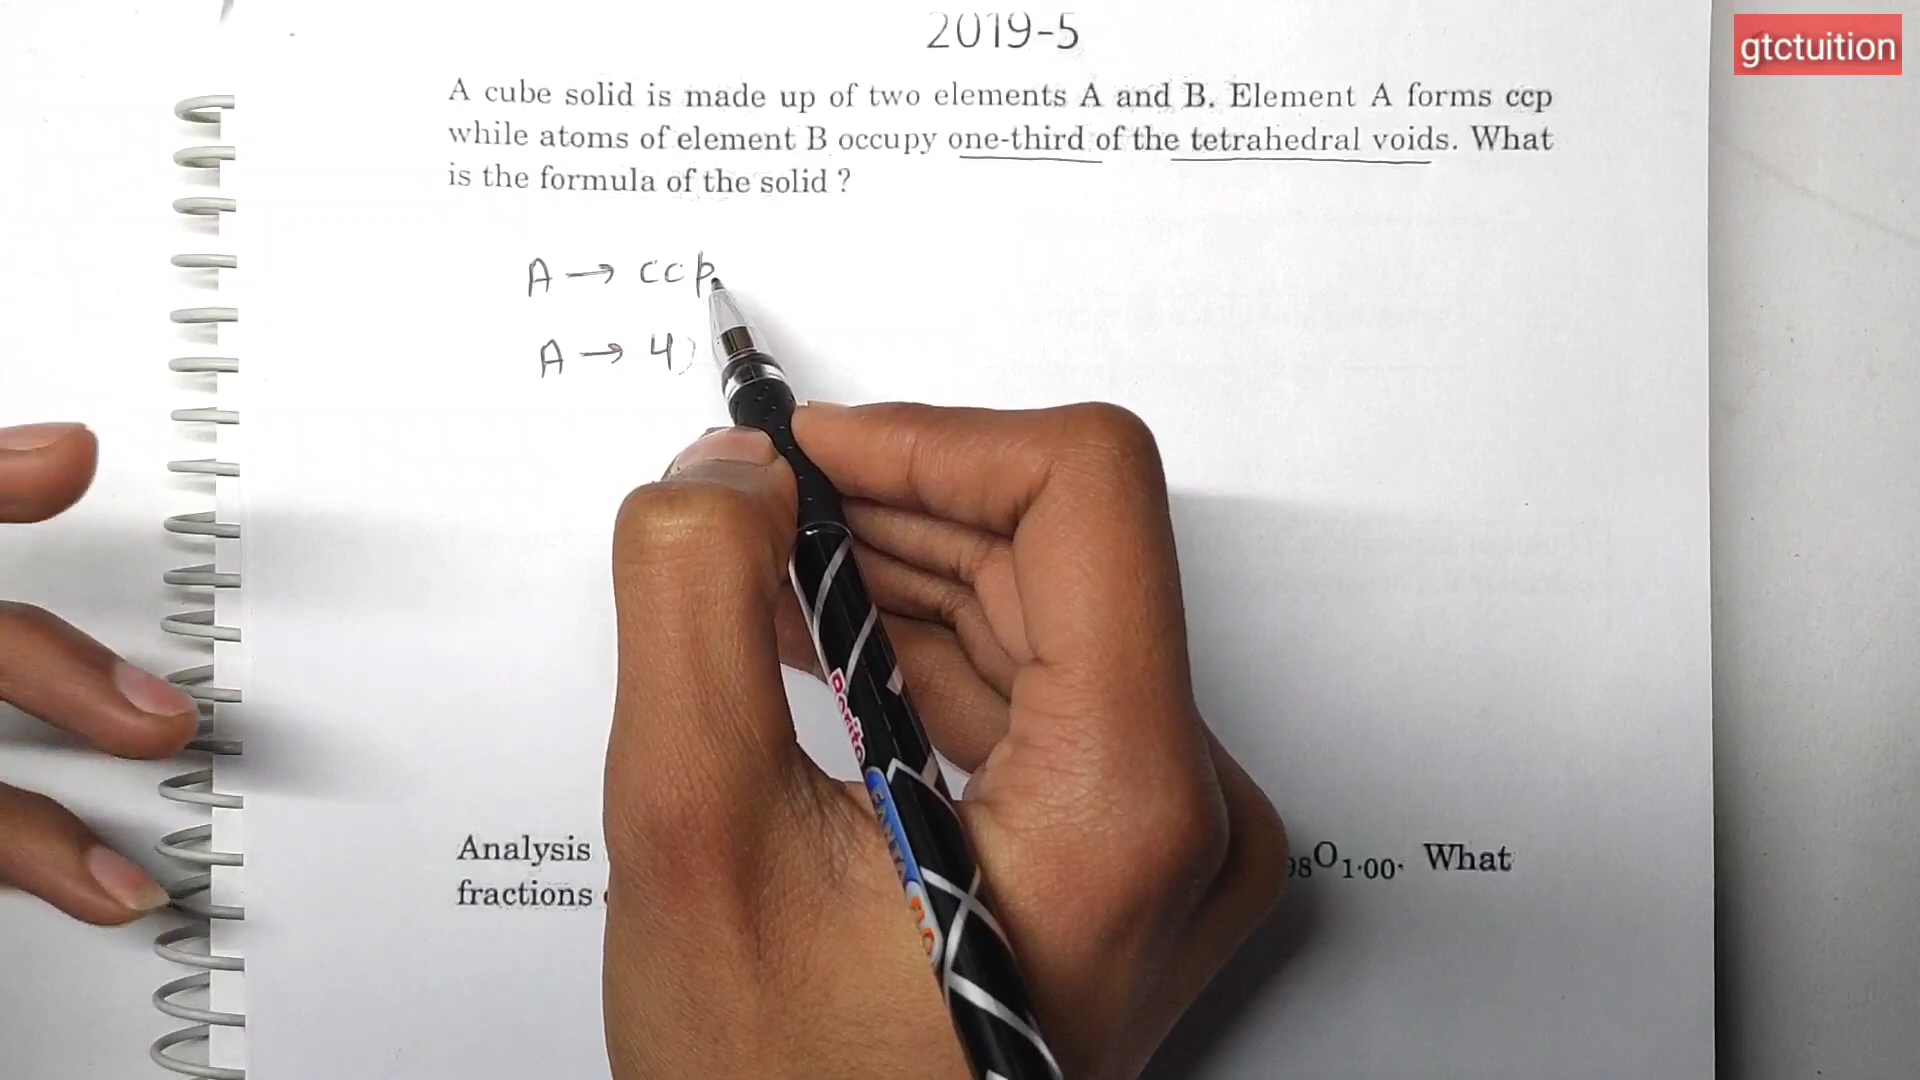 2019-5
gtctuition
A cube solid is made up of two elements A and B. Element A forms ccp
while atoms of element B occupy one-third of the tetrahedral voids. What
is the formula of the solid ?
A → ccp
A → 4)
Analysis 98O1·00. What
fractions